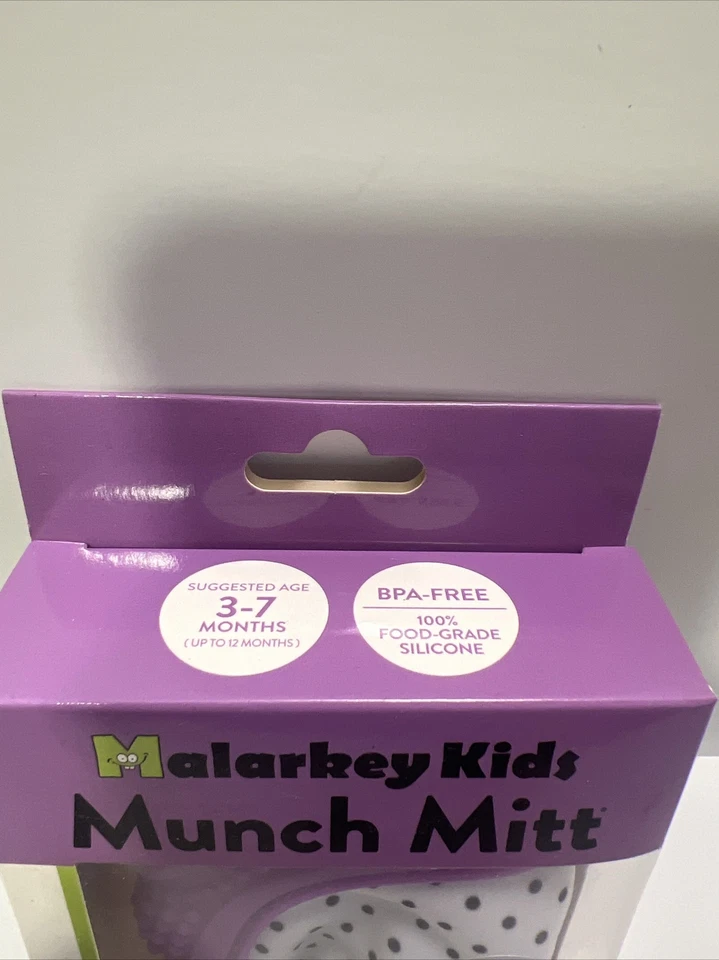 SUGGESTED AGE
3-7
MONTHS
(UP TO 12 MONTHS)
BPA-FREE
100%
FOOD-GRADE
SILICONE
Malarkey Kids
Munch Mitt